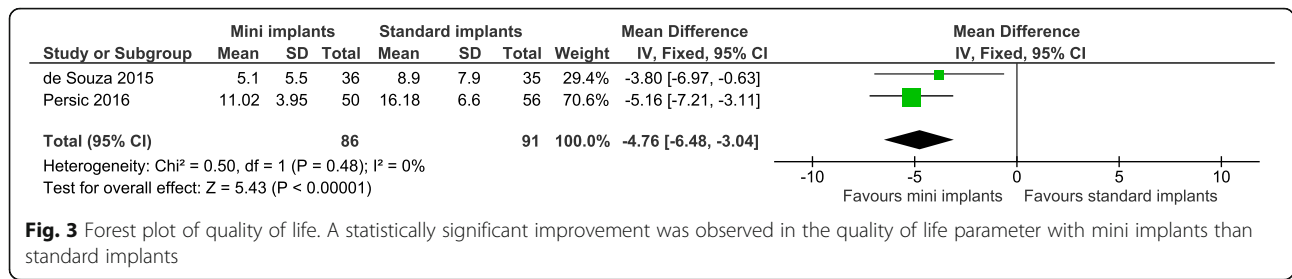 Mini implants Standard implants Mean Difference Mean Difference
Study or Subgroup Mean SD Total Mean SD Total Weight IV, Fixed, 95% CI IV, Fixed, 95% CI
de Souza 2015 5.1 5.5 36 8.9 7.9 35 29.4% -3.80 [-6.97, -0.63]
Persic 2016 11.02 3.95 50 16.18 6.6 56 70.6% -5.16 [-7.21, -3.11]
Total (95% CI) 86 91 100.0% -4.76 [-6.48, -3.04]
Heterogeneity: Chi² = 0.50, df = 1 (P = 0.48); I² = 0%
Test for overall effect: Z = 5.43 (P < 0.00001)
-10 -5 0 5 10
Favours mini implants Favours standard implants
Fig. 3 Forest plot of quality of life. A statistically significant improvement was observed in the quality of life parameter with mini implants than
standard implants